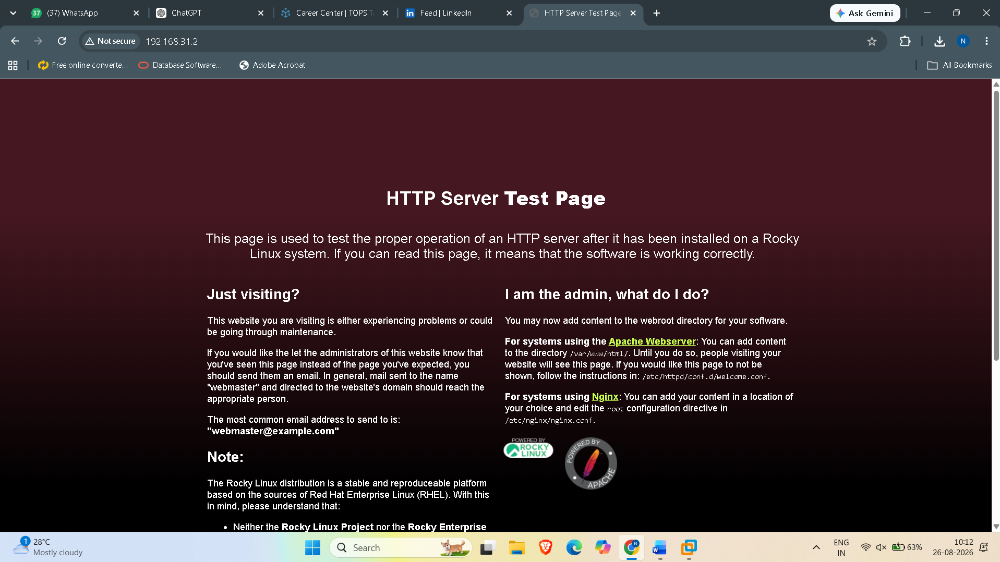 37
(37) WhatsApp
ChatGPT
Career Center | TOPS T
Feed | LinkedIn
HTTP Server Test Page
Ask Gemini
Not secure
192.168.31.2
N
Free online converte...
Database Software...
Adobe Acrobat
All Bookmarks
HTTP Server Test Page
This page is used to test the proper operation of an HTTP server after it has been installed on a Rocky
Linux system. If you can read this page, it means that the software is working correctly.
Just visiting?
This website you are visiting is either experiencing problems or could
be going through maintenance.
If you would like the let the administrators of this website know that
you've seen this page instead of the page you've expected, you
should send them an email. In general, mail sent to the name
"webmaster" and directed to the website's domain should reach the
appropriate person.
The most common email address to send to is:
"webmaster@example.com"
Note:
The Rocky Linux distribution is a stable and reproduceable platform
based on the sources of Red Hat Enterprise Linux (RHEL). With this
in mind, please understand that:
• Neither the Rocky Linux Project nor the Rocky Enterprise
I am the admin, what do I do?
You may now add content to the webroot directory for your software.
For systems using the Apache Webserver: You can add content
to the directory /var/www/html/. Until you do so, people visiting your
website will see this page. If you would like this page to not be
shown, follow the instructions in: /etc/httpd/conf.d/welcome.conf.
For systems using Nginx: You can add your content in a location of
your choice and edit the root configuration directive in
/etc/nginx/nginx.conf.
POWERED BY
ROCKY
LINUX
POWERED BY
APACHE
1
28°C
Mostly cloudy
Search
N
W
ENG
IN
63%
10:12
26-08-2026